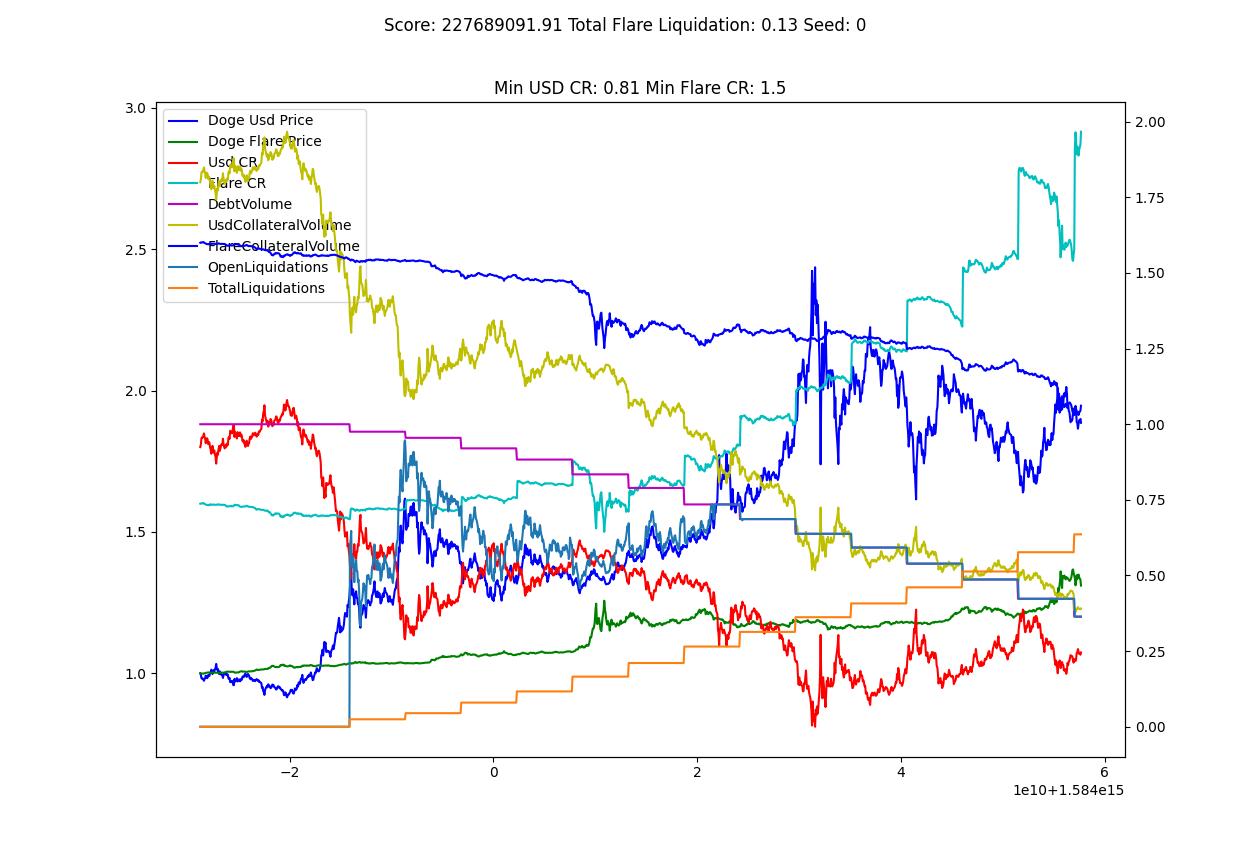 Score: 227689091.91 Total Flare Liquidation: 0.13 Seed: 0
Min USD CR: 0.81 Min Flare CR: 1.5
3.0
2.5
2.0
1.5
1.0
Doge Usd Price
Doge Flare Price
Usd CR
Flare CR
DebtVolume
UsdCollateralVolume
FlareCollateralVolume
OpenLiquidations
TotalLiquidations
2.00
1.75
1.50
1.25
1.00
0.75
0.50
0.25
0.00
−2 0 2 4 6
1e10+1.584e15